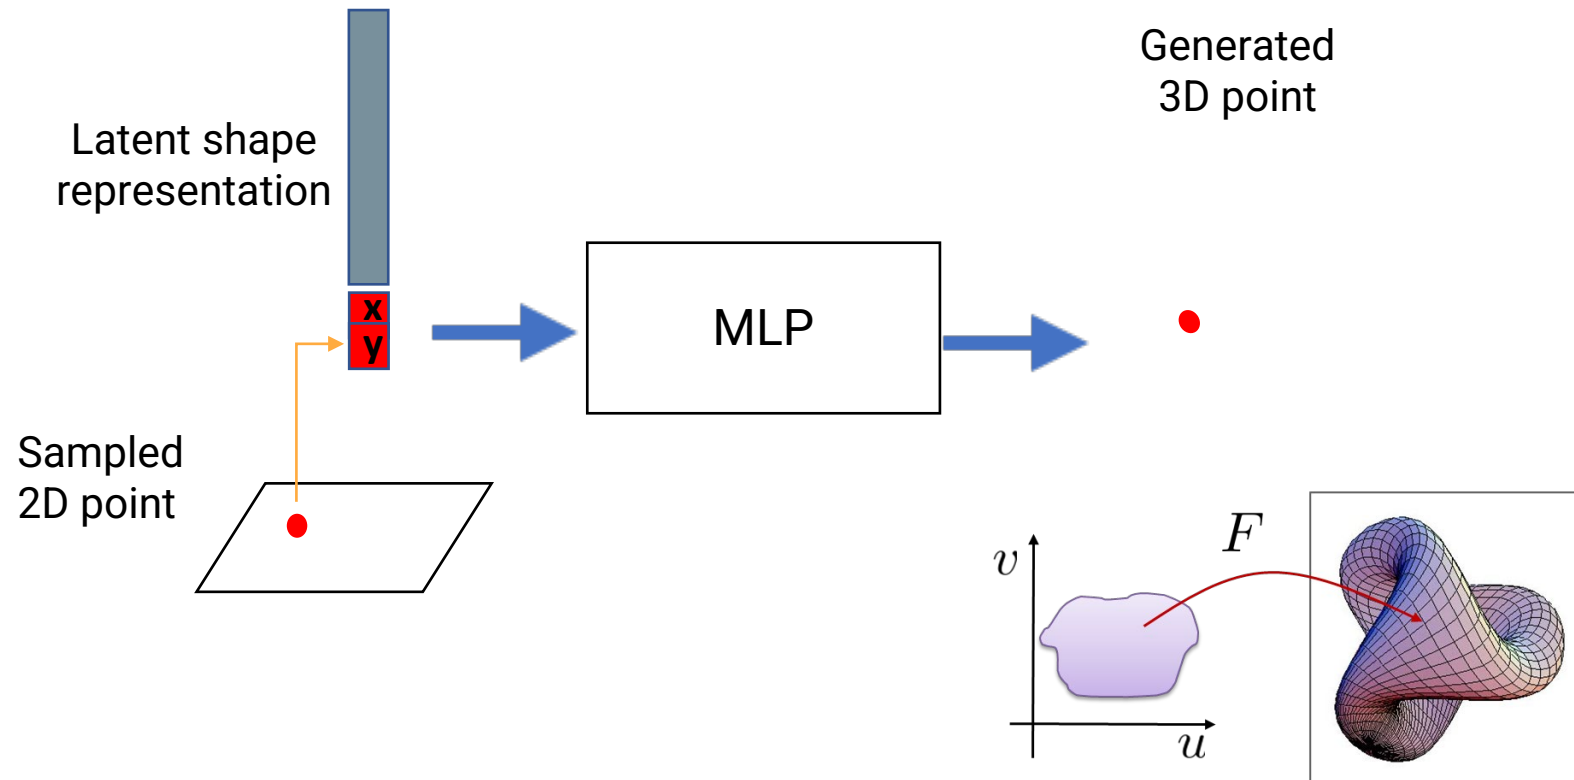 Generated
3D point
Latent shape
representation
x
y
MLP
Sampled
2D point
F
v
u